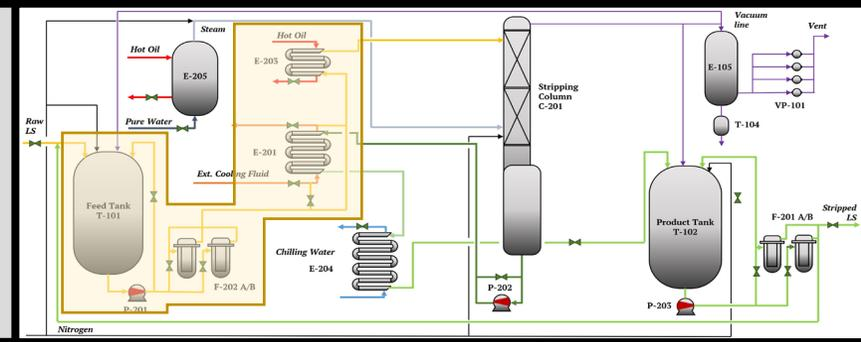 Steam
Hot Oil
E-205
Pure Water
Hot Oil
E-203
E-201
Ext. Cooling Fluid
Raw
LS
Feed Tank
T-101
P-201
F-202 A/B
Chilling Water
E-204
Nitrogen
Stripping
Column
C-201
P-202
Vacuum
line
E-105
Vent
VP-101
T-104
Product Tank
T-102
P-203
F-201 A/B
Stripped
LS